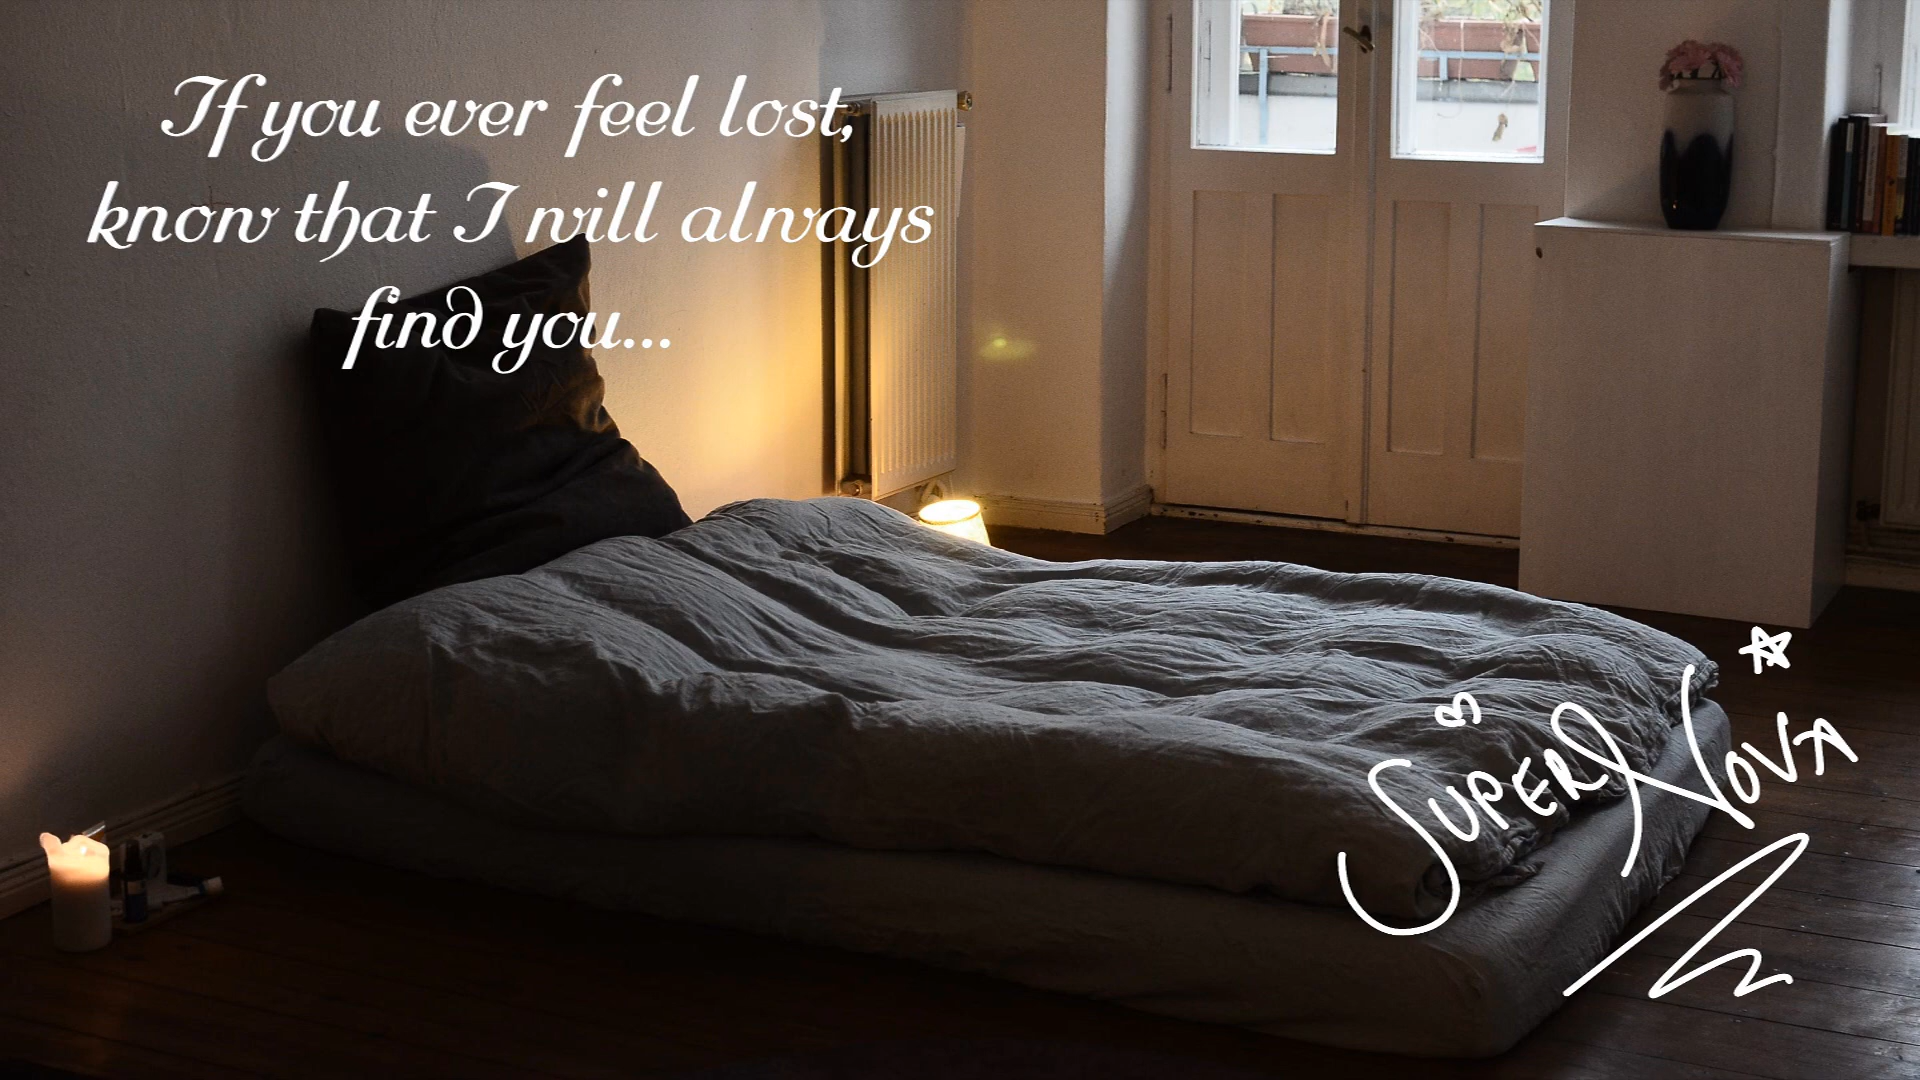 If you ever feel lost,
know that I will always
find you...
SUPERNOVA